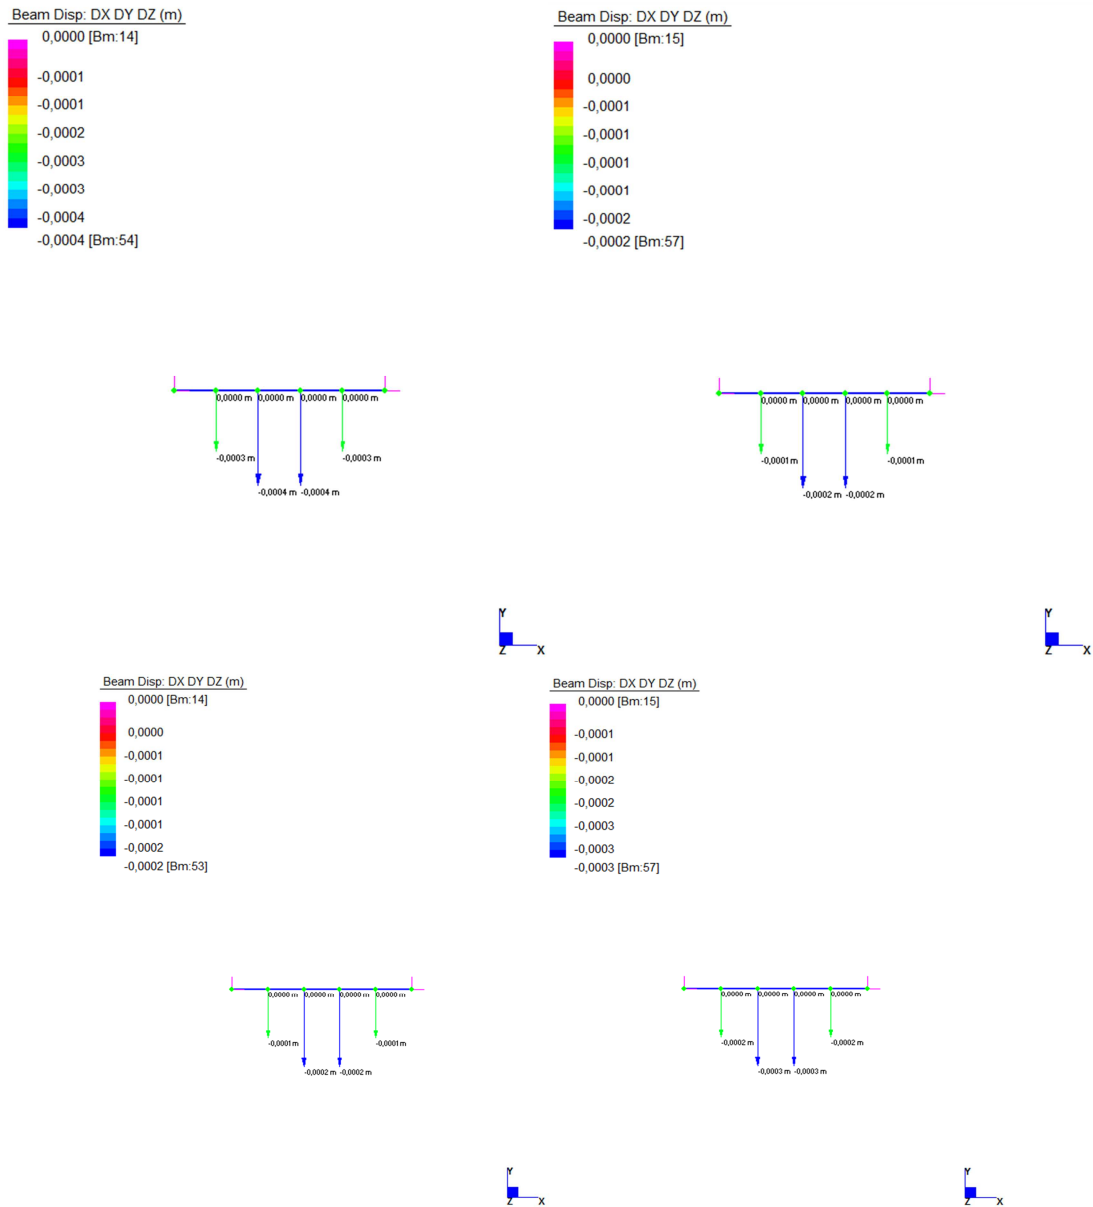 Beam Disp: DX DY DZ (m)
0,0000 [Bm:14]
-0,0001
-0,0001
-0,0002
-0,0003
-0,0003
-0,0004
-0,0004 [Bm:54]
0,0000 m 0,0000 m 0,0000 m 0,0000 m
-0,0003 m -0,0003 m
-0,0004 m -0,0004 m
Y
Z X
Beam Disp: DX DY DZ (m)
0,0000 [Bm:15]
0,0000
-0,0001
-0,0001
-0,0001
-0,0001
-0,0002
-0,0002 [Bm:57]
0,0000 m 0,0000 m 0,0000 m 0,0000 m
-0,0001 m -0,0001 m
-0,0002 m -0,0002 m
Y
Z X
Beam Disp: DX DY DZ (m)
0,0000 [Bm:14]
0,0000
-0,0001
-0,0001
-0,0001
-0,0001
-0,0002
-0,0002 [Bm:53]
0,0000 m 0,0000 m 0,0000 m 0,0000 m
-0,0001 m -0,0001 m
-0,0002 m -0,0002 m
Y
Z X
Beam Disp: DX DY DZ (m)
0,0000 [Bm:15]
-0,0001
-0,0001
-0,0002
-0,0002
-0,0003
-0,0003
-0,0003 [Bm:57]
0,0000 m 0,0000 m 0,0000 m 0,0000 m
-0,0002 m -0,0002 m
-0,0003 m -0,0003 m
Y
Z X